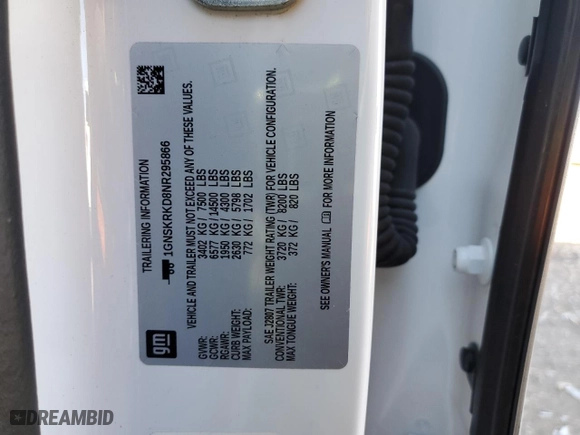 TRAILERING INFORMATION
1GNSKRKD8NR295866
VEHICLE AND TRAILER MUST NOT EXCEED ANY OF THESE VALUES.
GVWR: 3402 KG / 7500 LBS
GCWR: 6577 KG / 14500 LBS
RGAWR: 1950 KG / 4300 LBS
CURB WEIGHT: 2630 KG / 5798 LBS
MAX PAYLOAD: 772 KG / 1702 LBS
SAE J2807 TRAILER WEIGHT RATING (TWR) FOR VEHICLE CONFIGURATION.
CONVENTIONAL TWR: 3720 KG / 8200 LBS
MAX TONGUE WEIGHT: 372 KG / 820 LBS
SEE OWNER'S MANUAL FOR MORE INFORMATION.
gm
DREAMBID